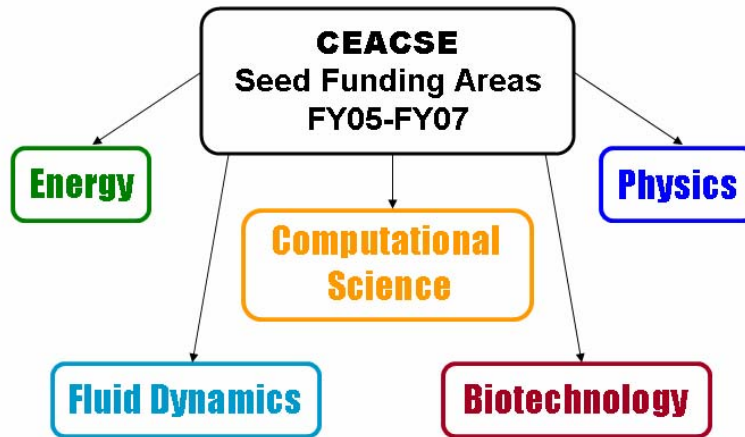 CEACSE
Seed Funding Areas
FY05-FY07
Energy
Physics
Computational
Science
Fluid Dynamics
Biotechnology